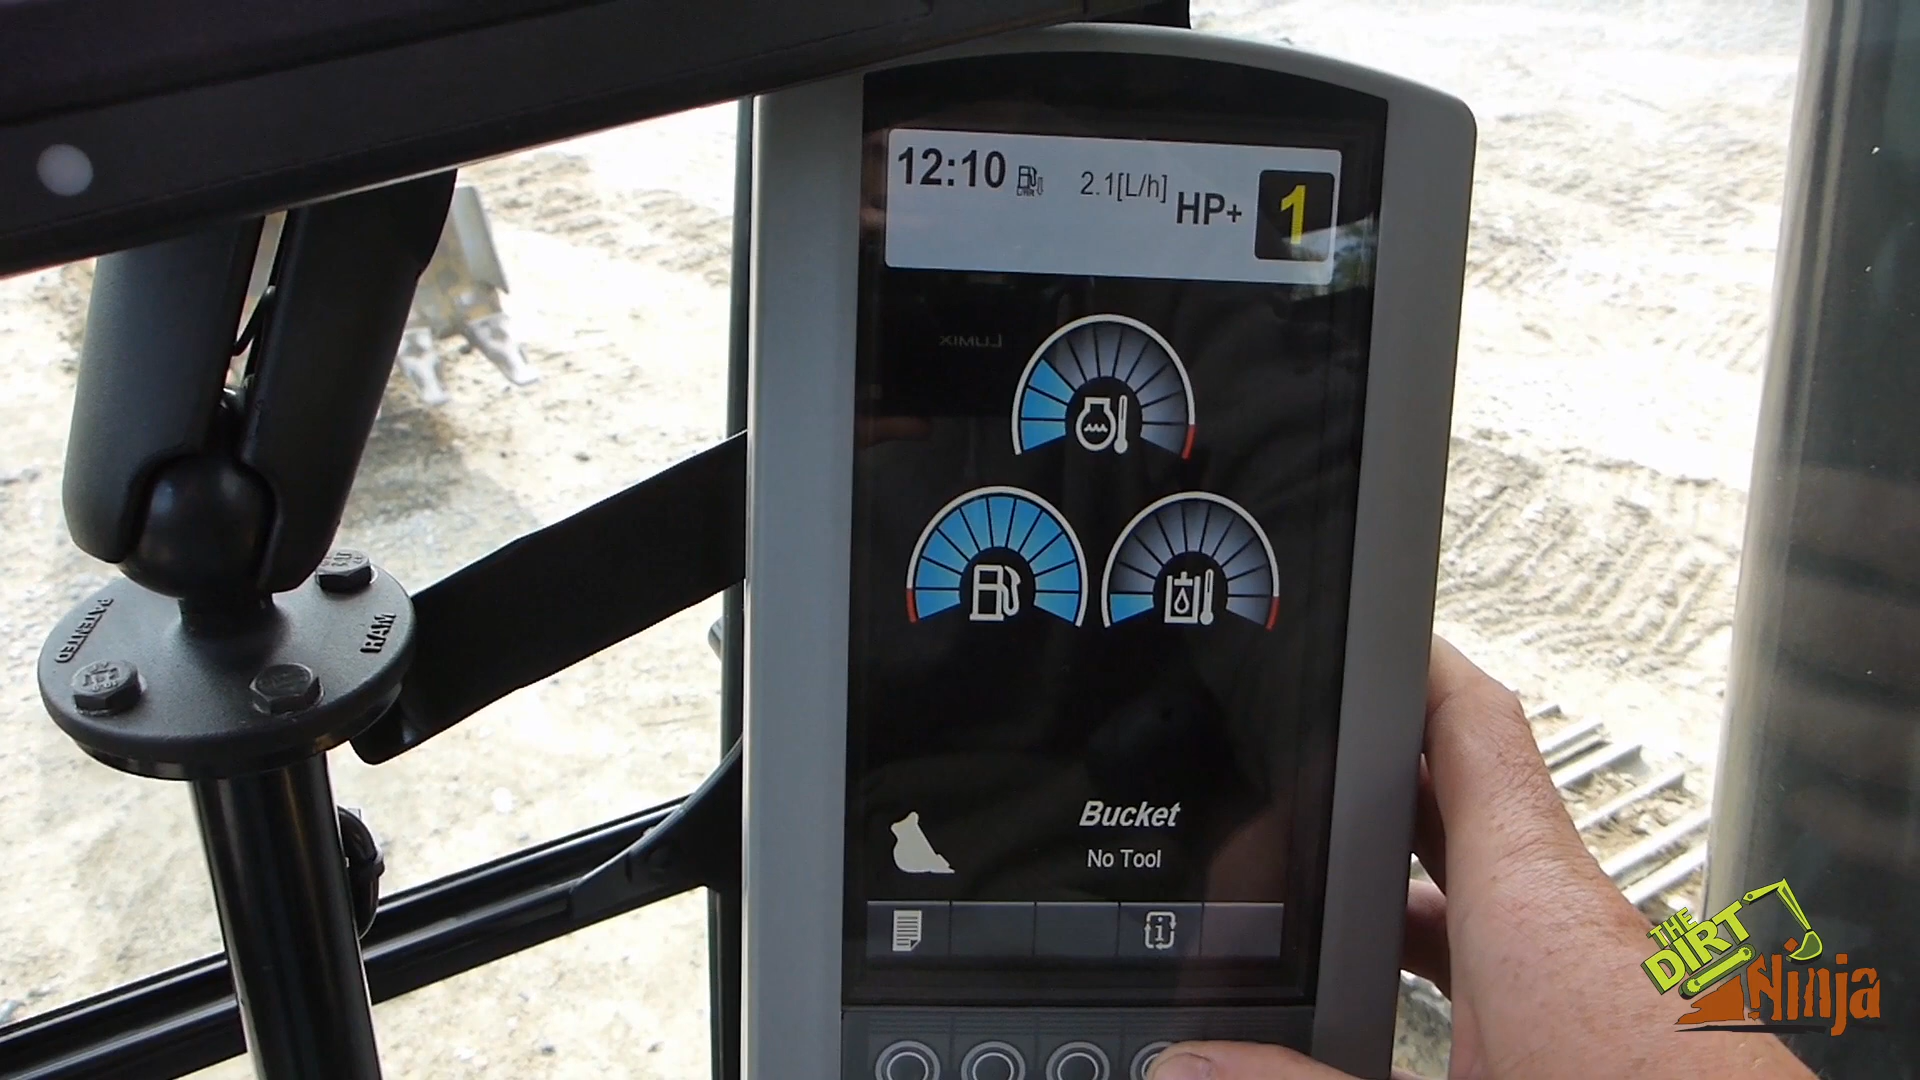 12:10
2.1[L/h]
HP+
1
LUMIX
Bucket
No Tool
PATENTED
RAM
THE
DIRT
Ninja